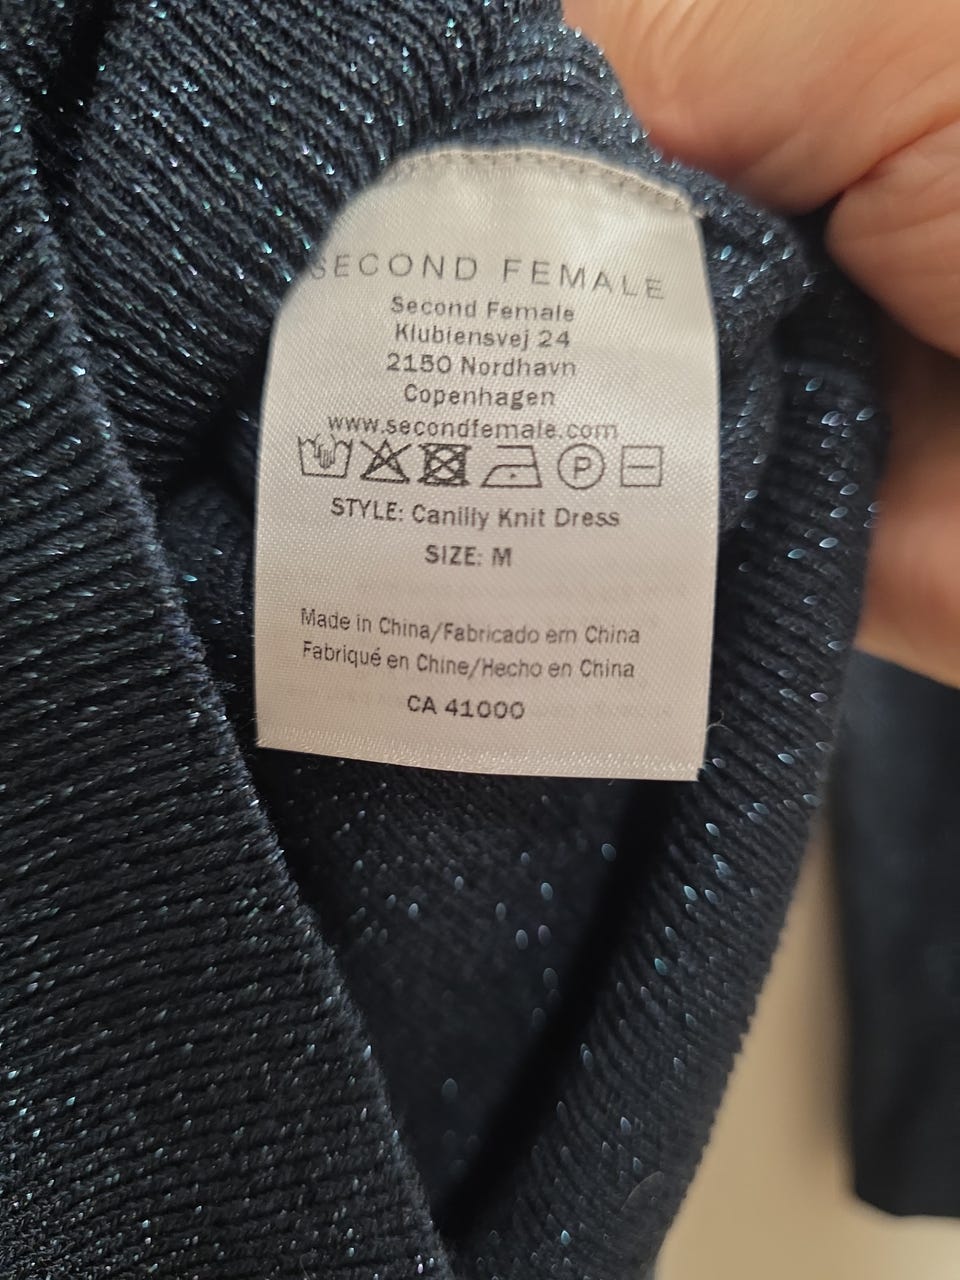 SECOND FEMALE
Second Female
Klubiensvej 24
2150 Nordhavn
Copenhagen
www.secondfemale.com
P
STYLE: Canilly Knit Dress
SIZE: M
Made in China/Fabricado em China
Fabriqué en Chine/Hecho en China
CA 41000